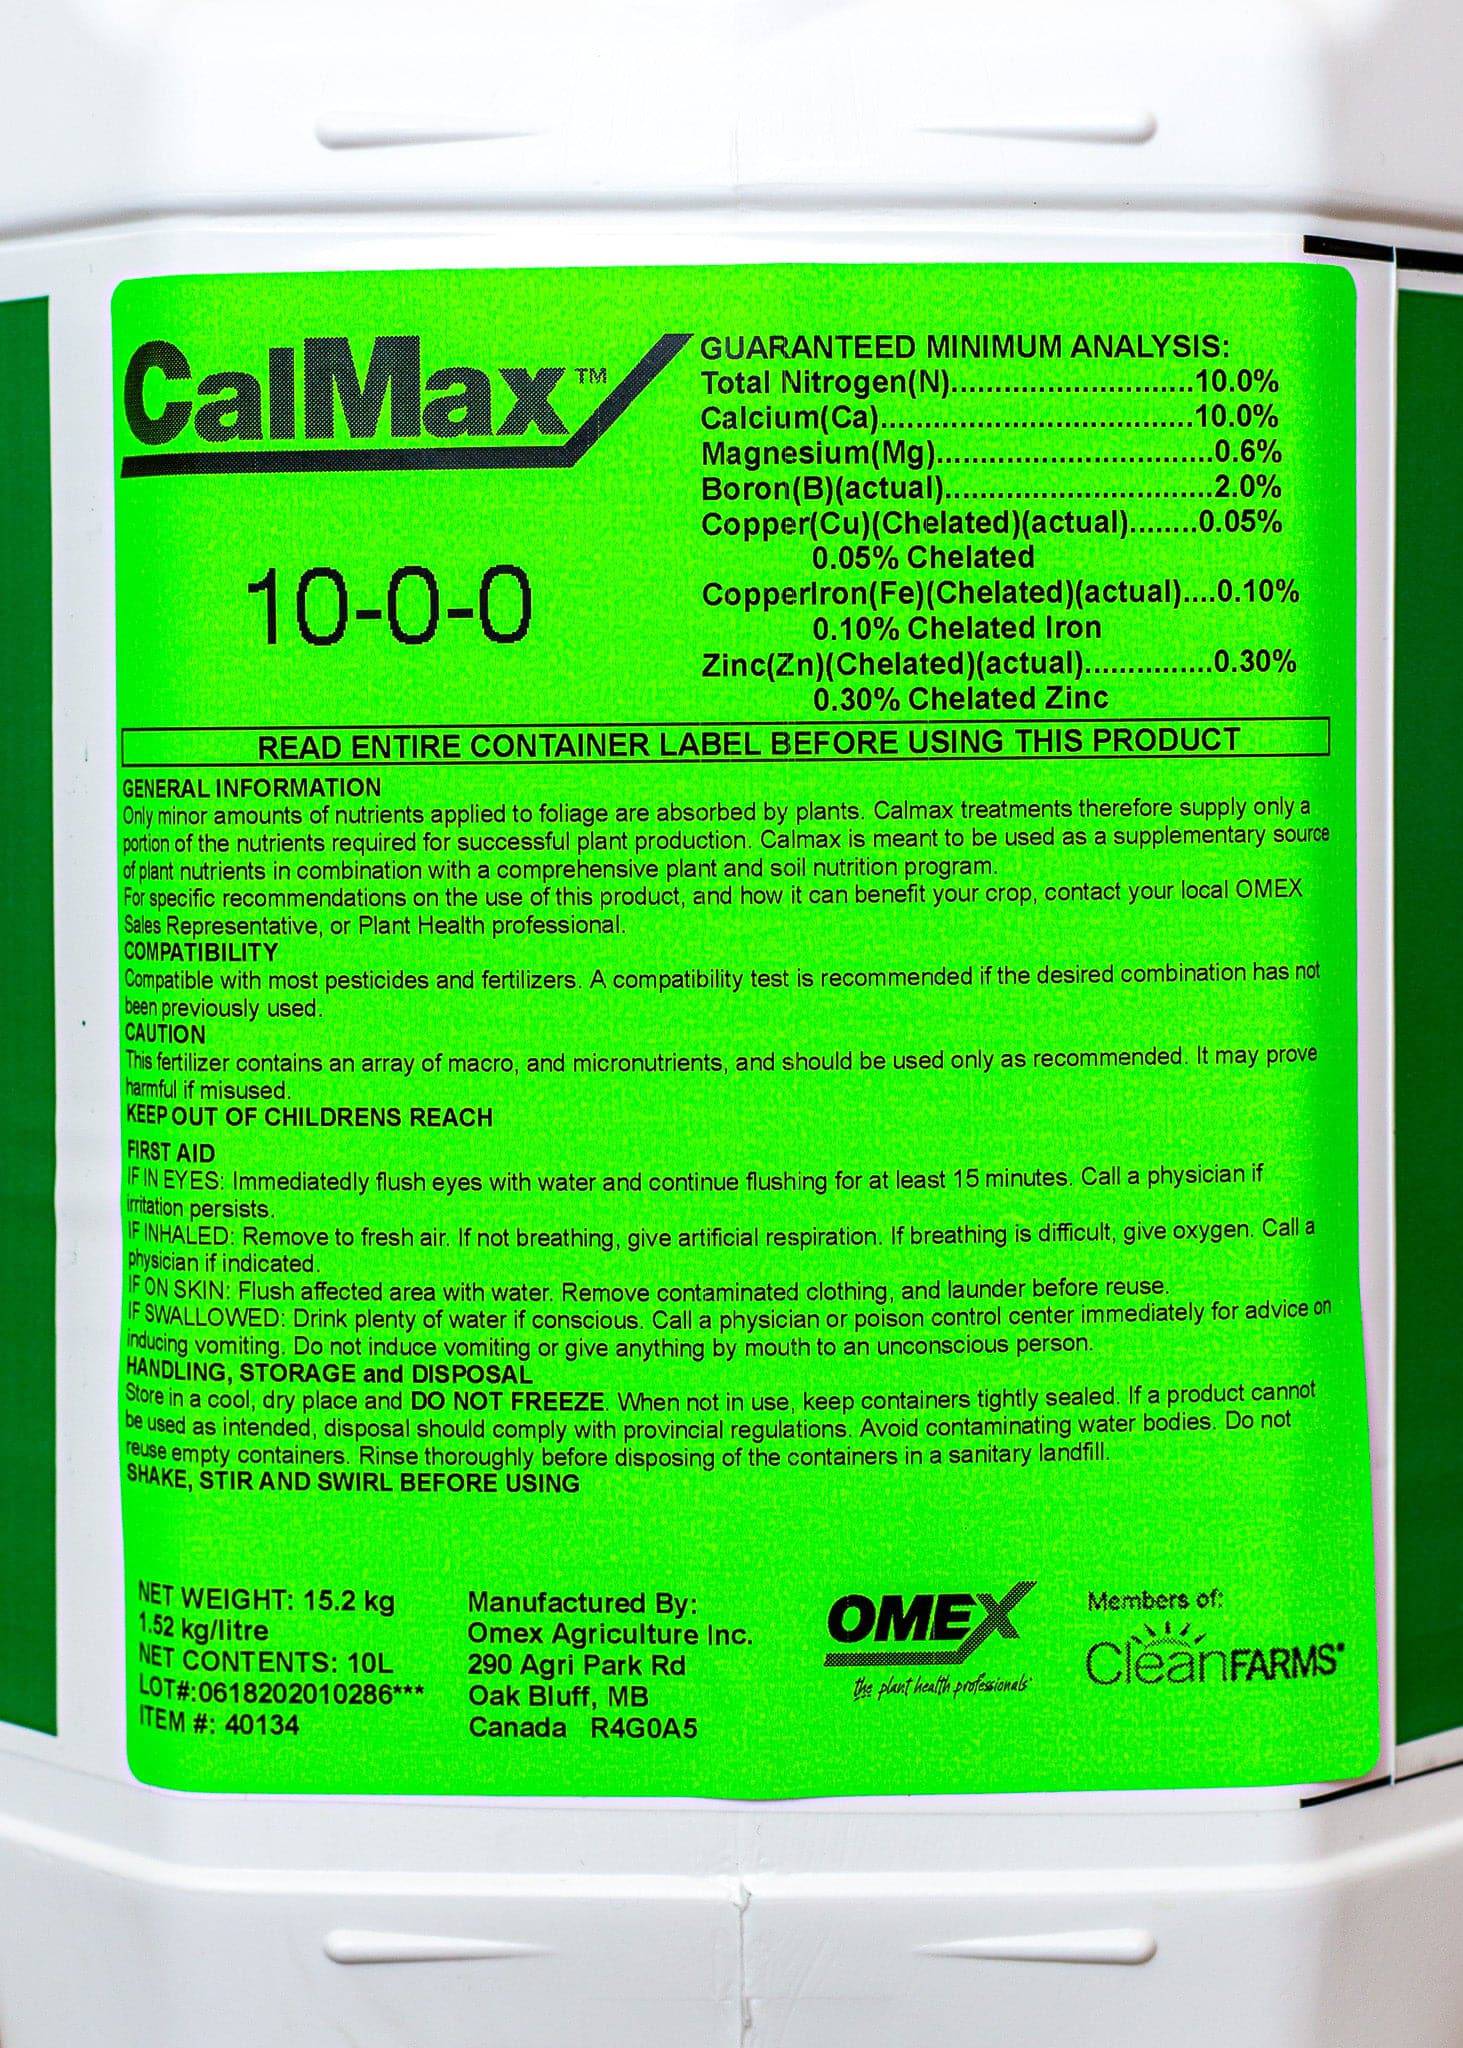 CalMax™
10-0-0
GUARANTEED MINIMUM ANALYSIS:
Total Nitrogen(N)...........................10.0%
Calcium(Ca)...................................10.0%
Magnesium(Mg)...............................0.6%
Boron(B)(actual)..............................2.0%
Copper(Cu)(Chelated)(actual)........0.05%
0.05% Chelated
CopperIron(Fe)(Chelated)(actual)....0.10%
0.10% Chelated Iron
Zinc(Zn)(Chelated)(actual)...............0.30%
0.30% Chelated Zinc
READ ENTIRE CONTAINER LABEL BEFORE USING THIS PRODUCT
GENERAL INFORMATION
Only minor amounts of nutrients applied to foliage are absorbed by plants. Calmax treatments therefore supply only a
portion of the nutrients required for successful plant production. Calmax is meant to be used as a supplementary source
of plant nutrients in combination with a comprehensive plant and soil nutrition program.
For specific recommendations on the use of this product, and how it can benefit your crop, contact your local OMEX
Sales Representative, or Plant Health professional.
COMPATIBILITY
Compatible with most pesticides and fertilizers. A compatibility test is recommended if the desired combination has not
been previously used.
CAUTION
This fertilizer contains an array of macro, and micronutrients, and should be used only as recommended. It may prove
harmful if misused.
KEEP OUT OF CHILDRENS REACH
FIRST AID
IF IN EYES: Immediatedly flush eyes with water and continue flushing for at least 15 minutes. Call a physician if
irritation persists.
IF INHALED: Remove to fresh air. If not breathing, give artificial respiration. If breathing is difficult, give oxygen. Call a
physician if indicated.
IF ON SKIN: Flush affected area with water. Remove contaminated clothing, and launder before reuse.
IF SWALLOWED: Drink plenty of water if conscious. Call a physician or poison control center immediately for advice on
inducing vomiting. Do not induce vomiting or give anything by mouth to an unconscious person.
HANDLING, STORAGE and DISPOSAL
Store in a cool, dry place and DO NOT FREEZE. When not in use, keep containers tightly sealed. If a product cannot
be used as intended, disposal should comply with provincial regulations. Avoid contaminating water bodies. Do not
reuse empty containers. Rinse thoroughly before disposing of the containers in a sanitary landfill.
SHAKE, STIR AND SWIRL BEFORE USING
NET WEIGHT: 15.2 kg
1.52 kg/litre
NET CONTENTS: 10L
LOT#:0618202010286***
ITEM #: 40134
Manufactured By:
Omex Agriculture Inc.
290 Agri Park Rd
Oak Bluff, MB
Canada R4G0A5
OMEX
the plant health professionals
Members of:
CleanFARMS®